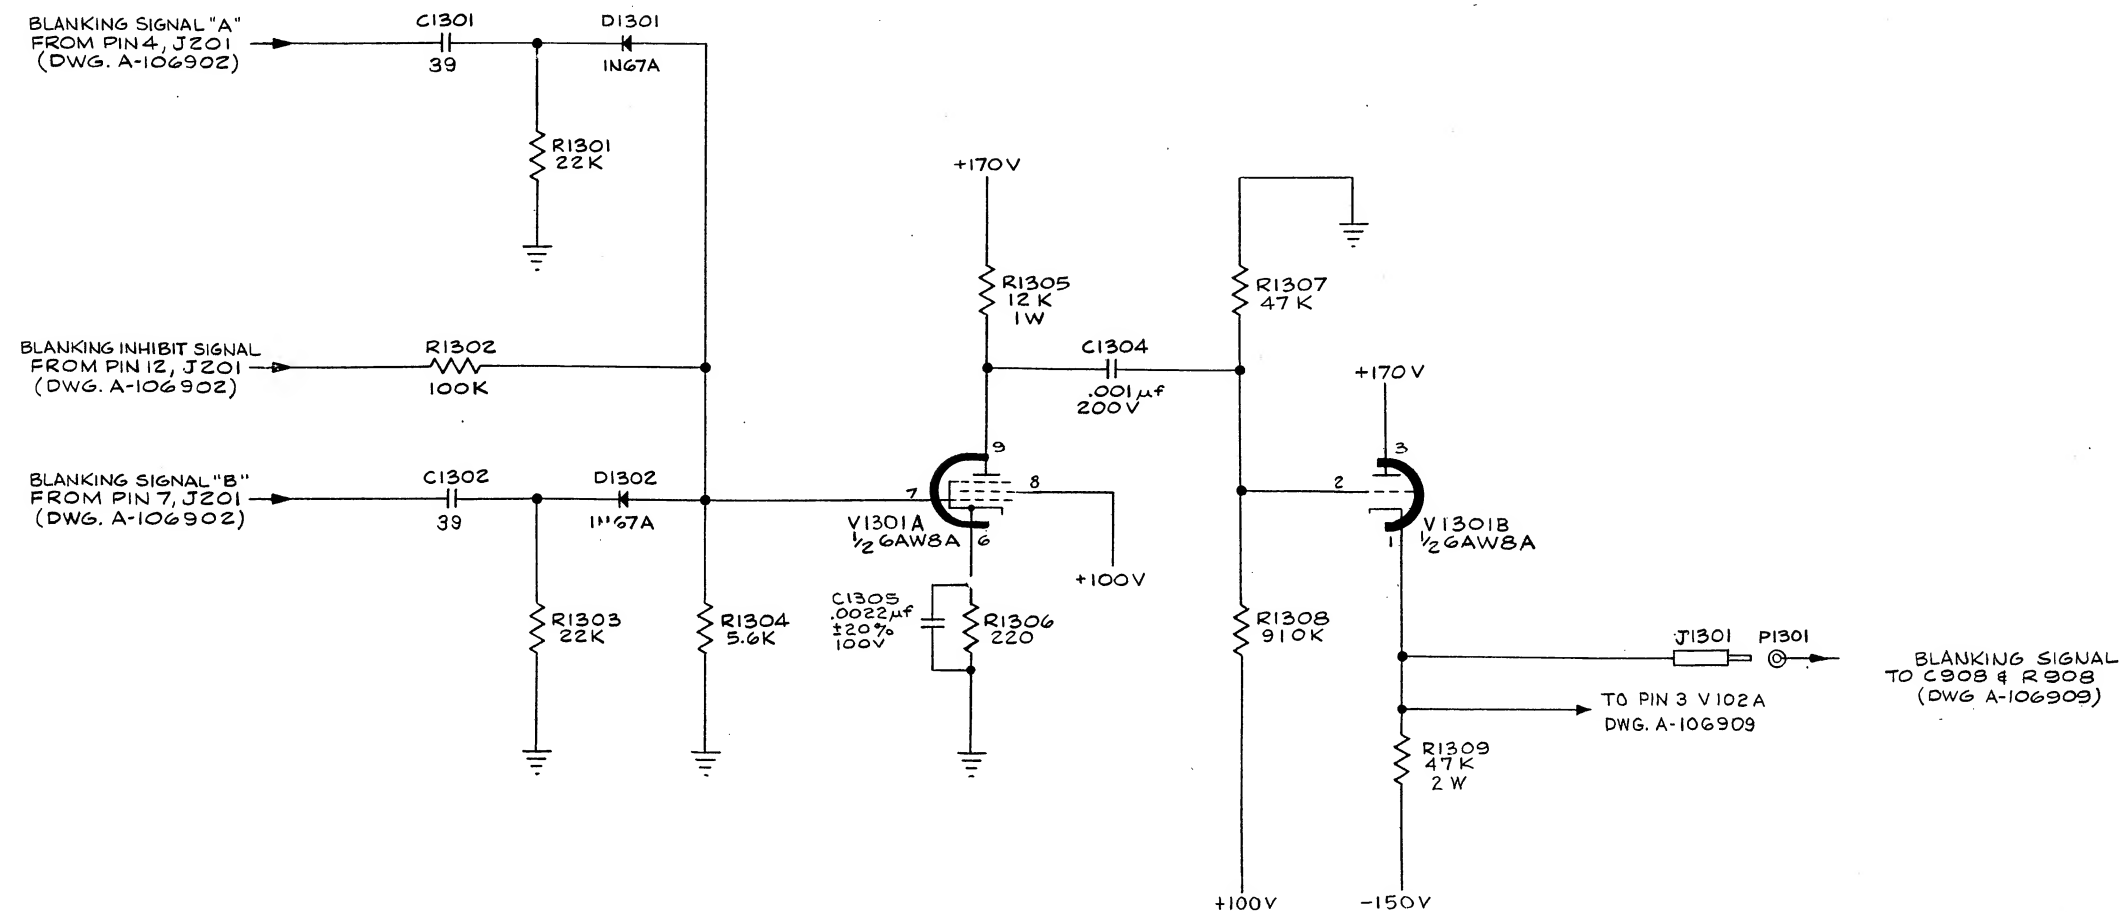 BLANKING SIGNAL "A"
FROM PIN 4, J201
(DWG. A-106902)
C1301
39
D1301
1N67A
R1301
22K
BLANKING INHIBIT SIGNAL
FROM PIN 12, J201
(DWG. A-106902)
R1302
100K
BLANKING SIGNAL "B"
FROM PIN 7, J201
(DWG. A-106902)
C1302
39
D1302
1N67A
R1303
22K
R1304
5.6K
+170V
R1305
12K
1W
C1304
.001µf
200V
9
8
7
6
V1301A
½ 6AW8A
+100V
C1305
.0022µf
±20%
100V
R1306
220
R1307
47K
R1308
910K
+100V
+170V
3
2
1
V1301B
½ 6AW8A
J1301
P1301
BLANKING SIGNAL
TO C908 & R908
(DWG A-106909)
TO PIN 3 V102A
DWG. A-106909
R1309
47K
2W
-150V